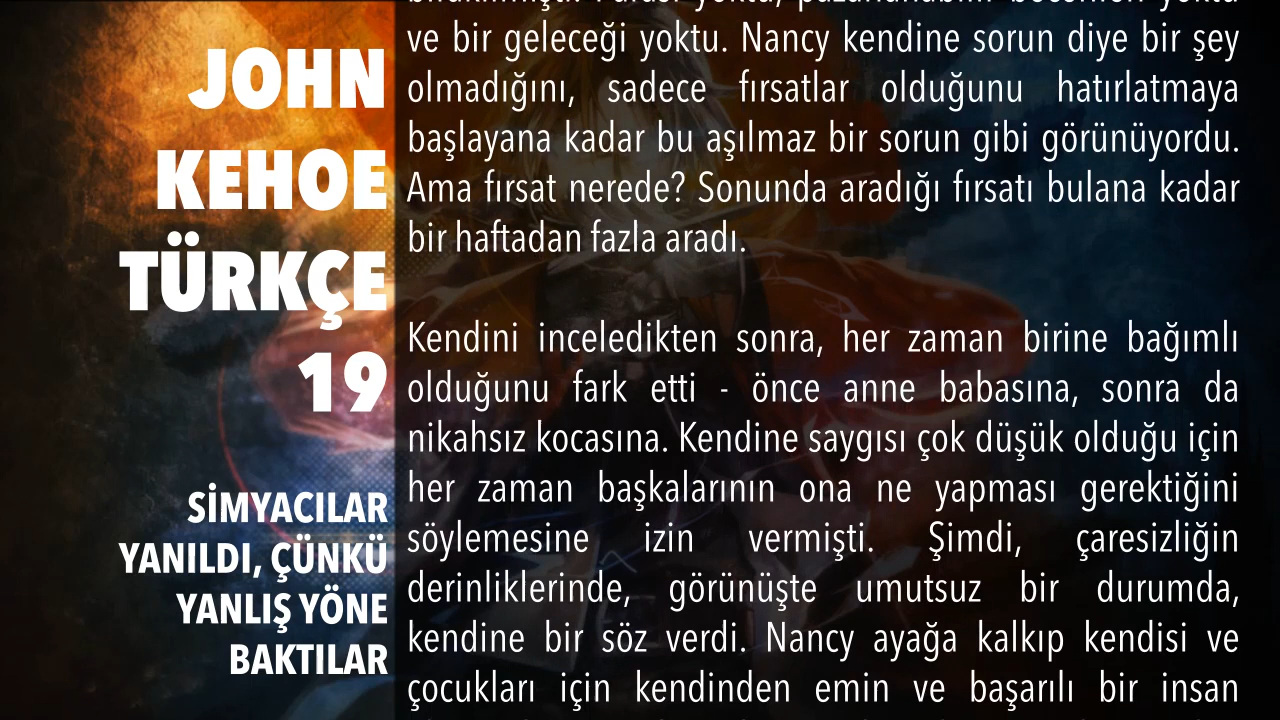 JOHN
KEHOE
TÜRKÇE
19
SİMYACILAR
YANILDI, ÇÜNKÜ
YANLIŞ YÖNE
BAKTILAR
ve bir geleceği yoktu. Nancy kendine sorun diye bir şey
olmadığını, sadece fırsatlar olduğunu hatırlatmaya
başlayana kadar bu aşılmaz bir sorun gibi görünüyordu.
Ama fırsat nerede? Sonunda aradığı fırsatı bulana kadar
bir haftadan fazla aradı.
Kendini inceledikten sonra, her zaman birine bağımlı
olduğunu fark etti - önce anne babasına, sonra da
nikahsız kocasına. Kendine saygısı çok düşük olduğu için
her zaman başkalarının ona ne yapması gerektiğini
söylemesine izin vermişti. Şimdi, çaresizliğin
derinliklerinde, görünüşte umutsuz bir durumda,
kendine bir söz verdi. Nancy ayağa kalkıp kendisi ve
çocukları için kendinden emin ve başarılı bir insan